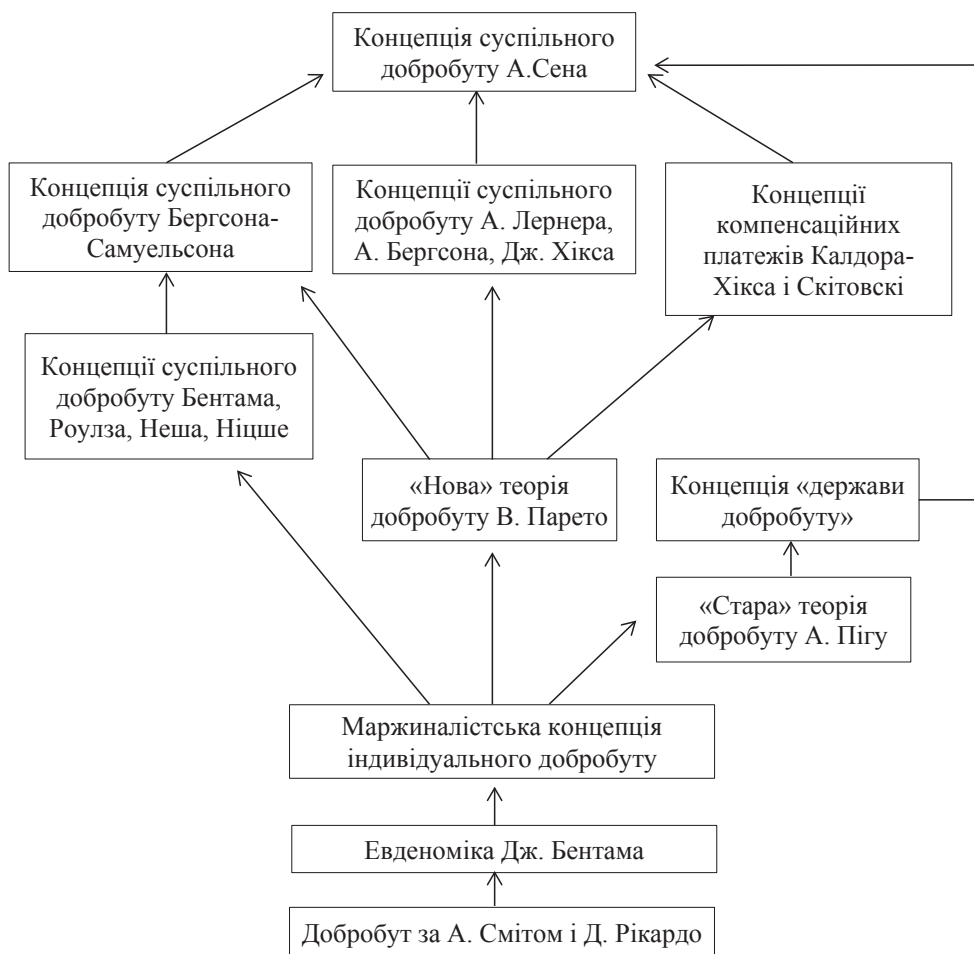 Концепція суспільного
добробуту А.Сена
Концепція суспільного
добробуту Бергсона-
Самуельсона
Концепції суспільного
добробуту А. Лернера,
А. Бергсона, Дж. Хікса
Концепції
компенсаційних
платежів Калдора-
Хікса і Скітовскі
Концепції суспільного
добробуту Бентама,
Роулза, Неша, Ніцше
«Нова» теорія
добробуту В. Парето
Концепція «держави
добробуту»
«Стара» теорія
добробуту А. Пігу
Маржиналістська концепція
індивідуального добробуту
Евденоміка Дж. Бентама
Добробут за А. Смітом і Д. Рікардо